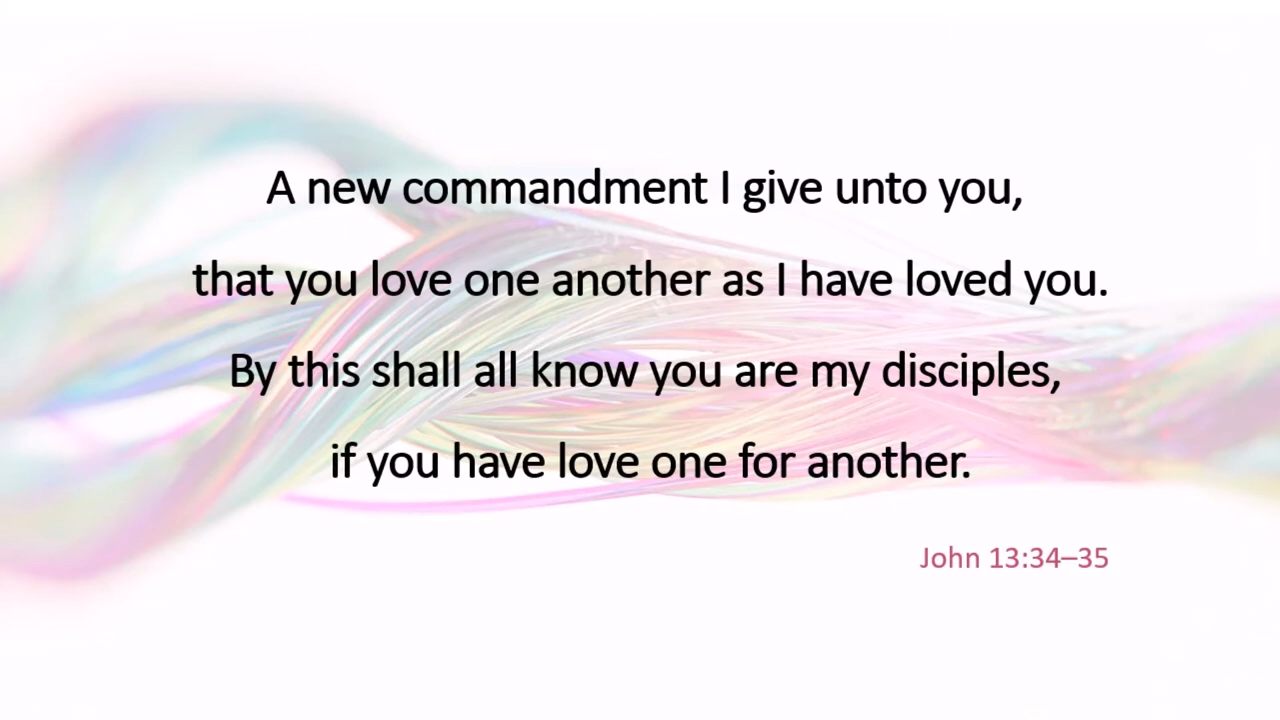 A new commandment I give unto you,
that you love one another as I have loved you.
By this shall all know you are my disciples,
if you have love one for another.
John 13:34–35